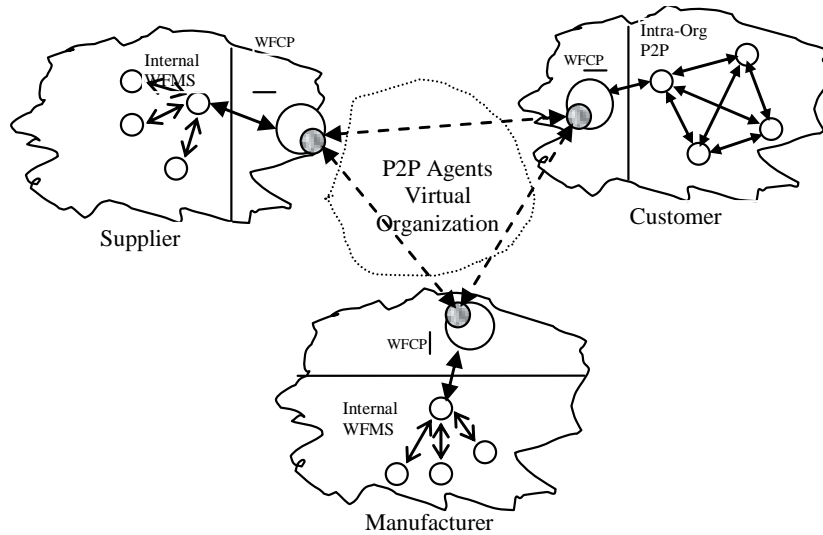 Internal
WFMS
WFCP
Supplier
P2P Agents
Virtual
Organization
WFCP
Intra-Org
P2P
Customer
WFCP
Internal
WFMS
Manufacturer